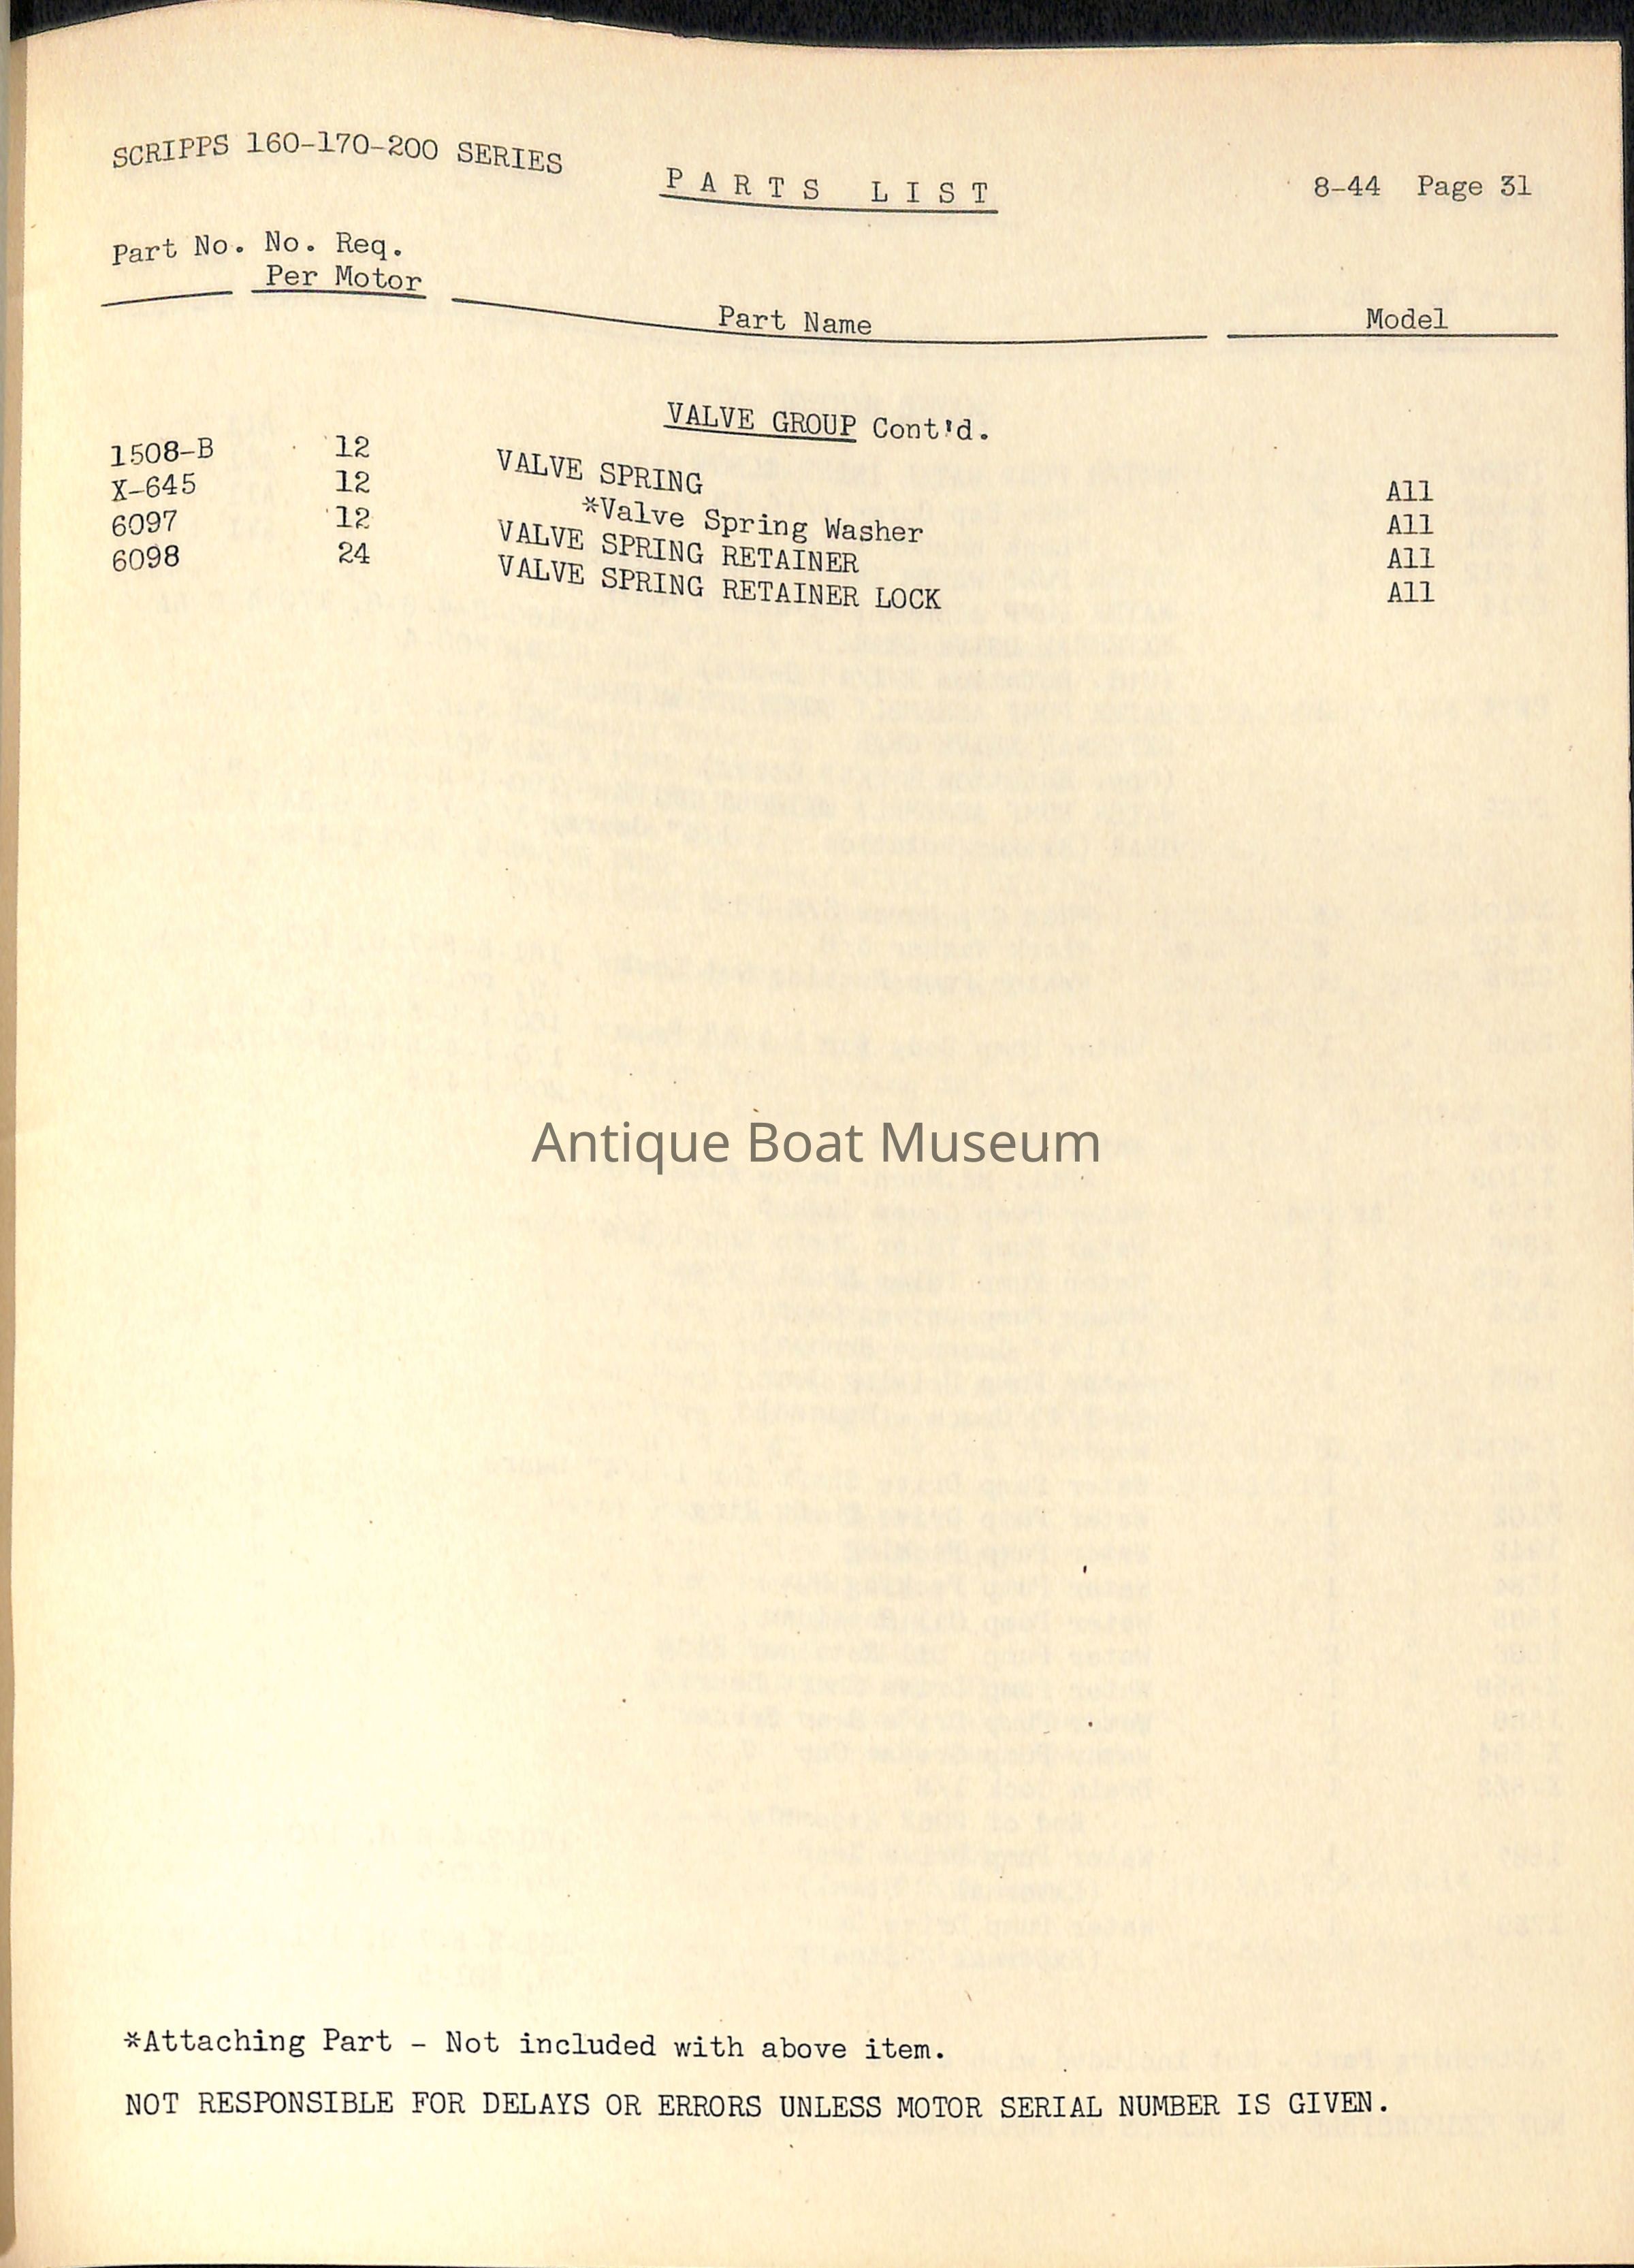 SCRIPPS 160-170-200 SERIES
PARTS LIST
8-44 Page 31
Part No. No. Req.
Per Motor
Part Name
Model
VALVE GROUP Cont'd.
1508-B 12 VALVE SPRING All
X-645 12 *Valve Spring Washer All
6097 12 VALVE SPRING RETAINER All
6098 24 VALVE SPRING RETAINER LOCK All
Antique Boat Museum
*Attaching Part - Not included with above item.
NOT RESPONSIBLE FOR DELAYS OR ERRORS UNLESS MOTOR SERIAL NUMBER IS GIVEN.